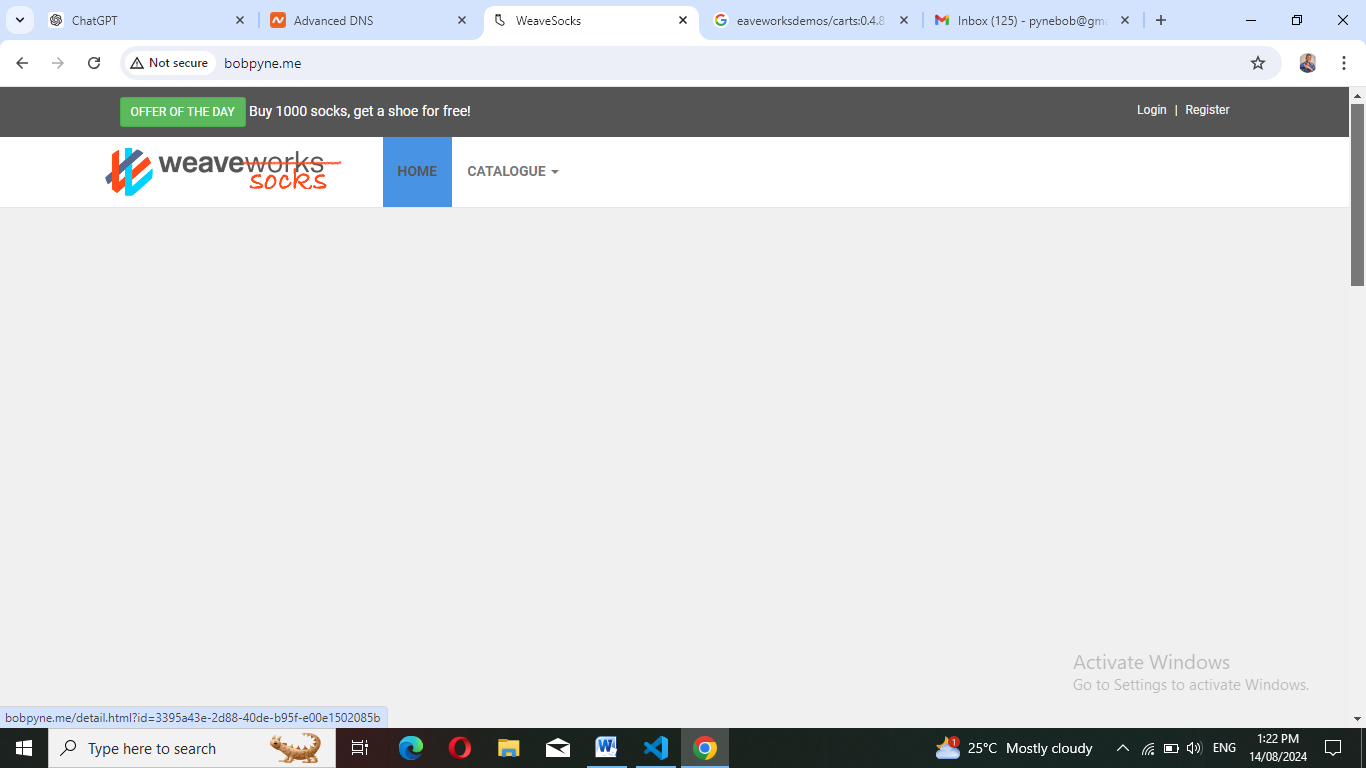 ChatGPT
Advanced DNS
WeaveSocks
eaveworksdemos/carts:0.4.8
Inbox (125) - pynebob@gm
Not secure
bobpyne.me
OFFER OF THE DAY Buy 1000 socks, get a shoe for free!
Login | Register
weaveworks
socks
HOME
CATALOGUE
Activate Windows
Go to Settings to activate Windows.
bobpyne.me/detail.html?id=3395a43e-2d88-40de-b95f-e00e1502085b
Type here to search
1
25°C Mostly cloudy
ENG
1:22 PM
14/08/2024